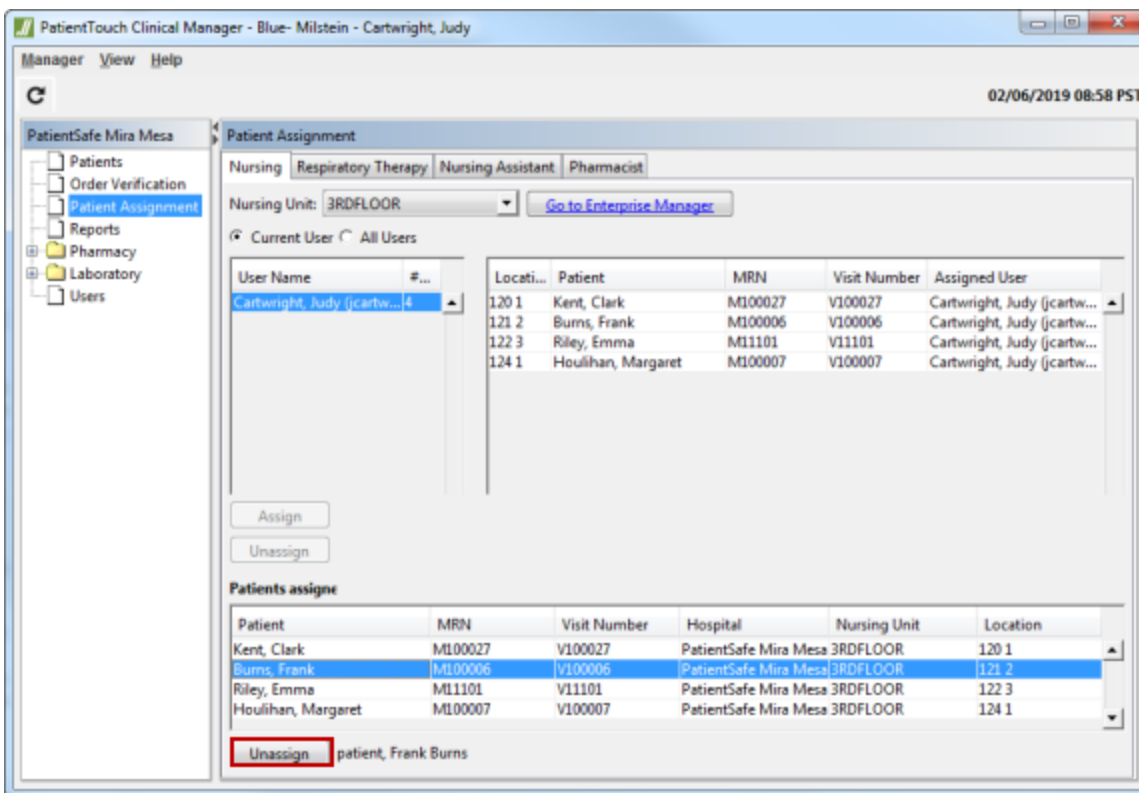 PatientTouch Clinical Manager - Blue- Milstein - Cartwright, Judy
Manager View Help
02/06/2019 08:58 PST
PatientSafe Mira Mesa
Patients
Order Verification
Patient Assignment
Reports
Pharmacy
Laboratory
Users
Patient Assignment
Nursing Respiratory Therapy Nursing Assistant Pharmacist
Nursing Unit: 3RDFLOOR Go to Enterprise Manager
Current User All Users
User Name #...
Cartwright, Judy (jcartw... 4
Locati... Patient MRN Visit Number Assigned User
120 1 Kent, Clark M100027 V100027 Cartwright, Judy (jcartw...
121 2 Burns, Frank M100006 V100006 Cartwright, Judy (jcartw...
122 3 Riley, Emma M11101 V11101 Cartwright, Judy (jcartw...
124 1 Houlihan, Margaret M100007 V100007 Cartwright, Judy (jcartw...
Assign
Unassign
Patients assigne
Patient MRN Visit Number Hospital Nursing Unit Location
Kent, Clark M100027 V100027 PatientSafe Mira Mesa 3RDFLOOR 120 1
Burns, Frank M100006 V100006 PatientSafe Mira Mesa 3RDFLOOR 121 2
Riley, Emma M11101 V11101 PatientSafe Mira Mesa 3RDFLOOR 122 3
Houlihan, Margaret M100007 V100007 PatientSafe Mira Mesa 3RDFLOOR 124 1
Unassign patient, Frank Burns